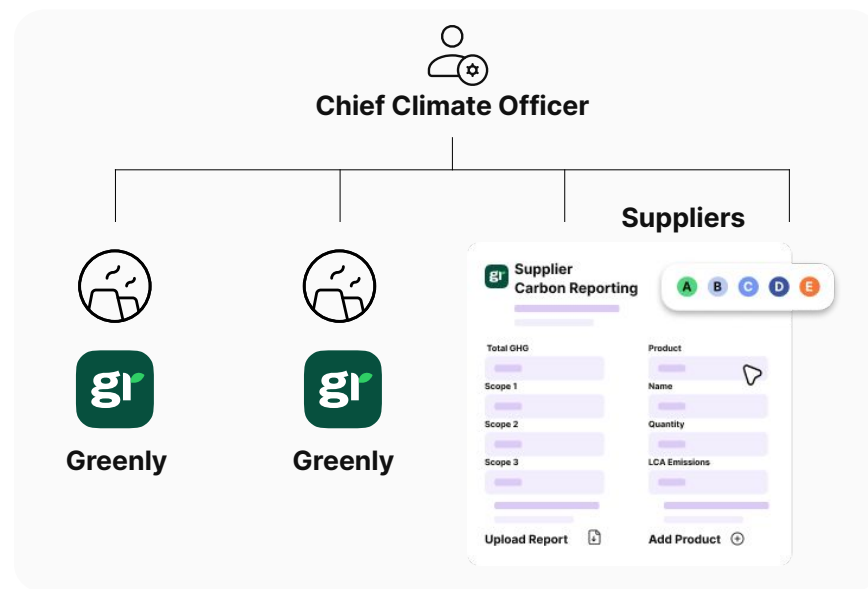 Chief Climate Officer
Suppliers
gr
Supplier
Carbon Reporting
A B C D E
Total GHG
Product
Scope 1
Name
Scope 2
Quantity
Scope 3
LCA Emissions
Upload Report
Add Product
gr
Greenly
gr
Greenly